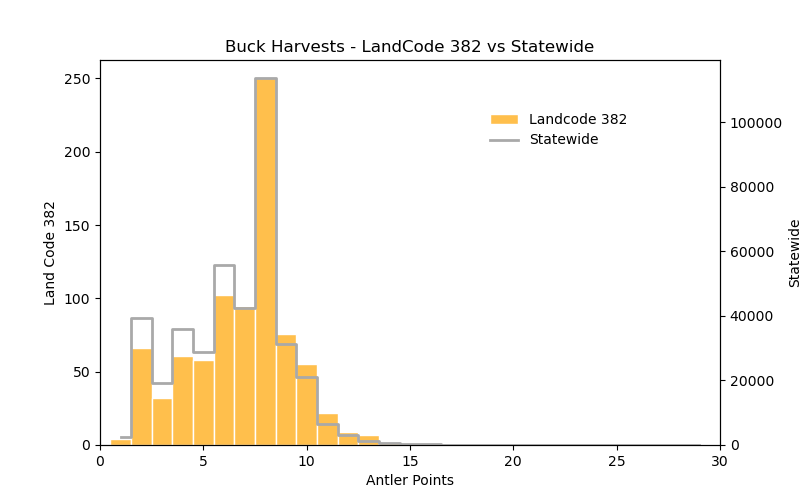 Buck Harvests - LandCode 382 vs Statewide
Landcode 382
Statewide
Land Code 382
250
200
150
100
50
0
100000
80000
60000
40000
20000
0
Statewide
0 5 10 15 20 25 30
Antler Points